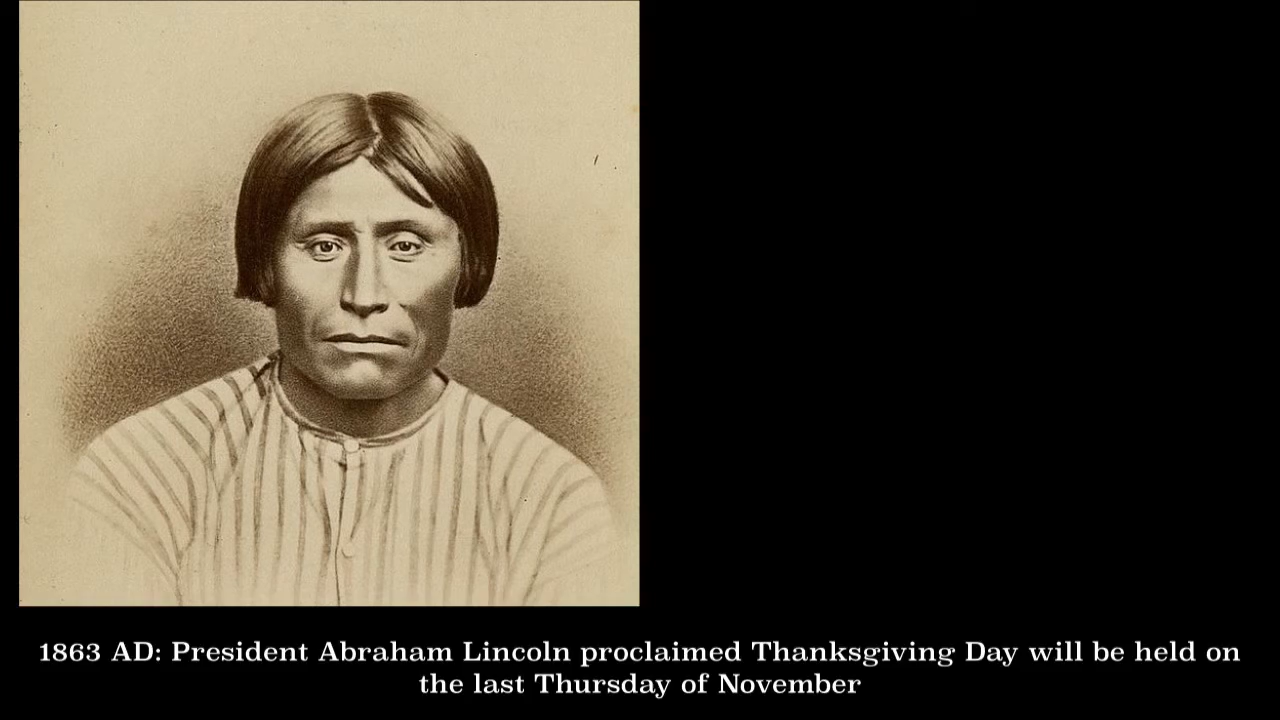 1863 AD: President Abraham Lincoln proclaimed Thanksgiving Day will be held on
the last Thursday of November